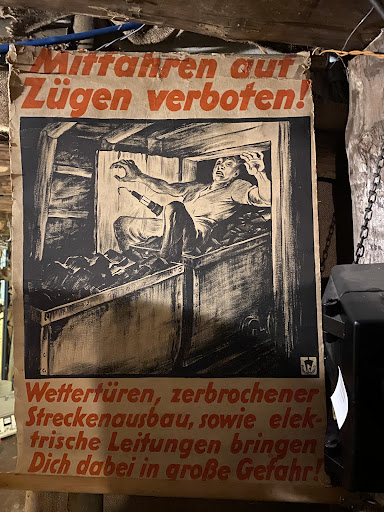 Mitfahren auf
Zügen verboten!
Wettertüren, zerbrochener
Streckenausbau, sowie elek-
trische Leitungen bringen
Dich dabei in große Gefahr!